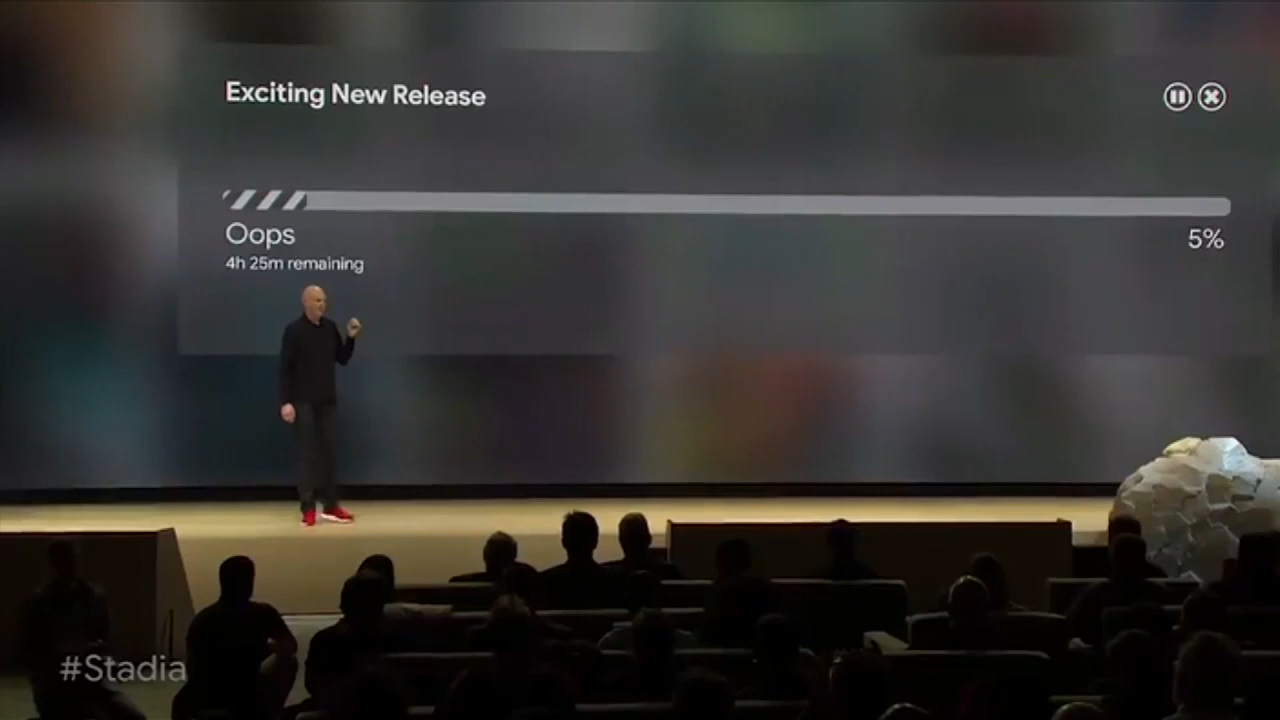 Exciting New Release
Oops
5%
4h 25m remaining
#Stadia